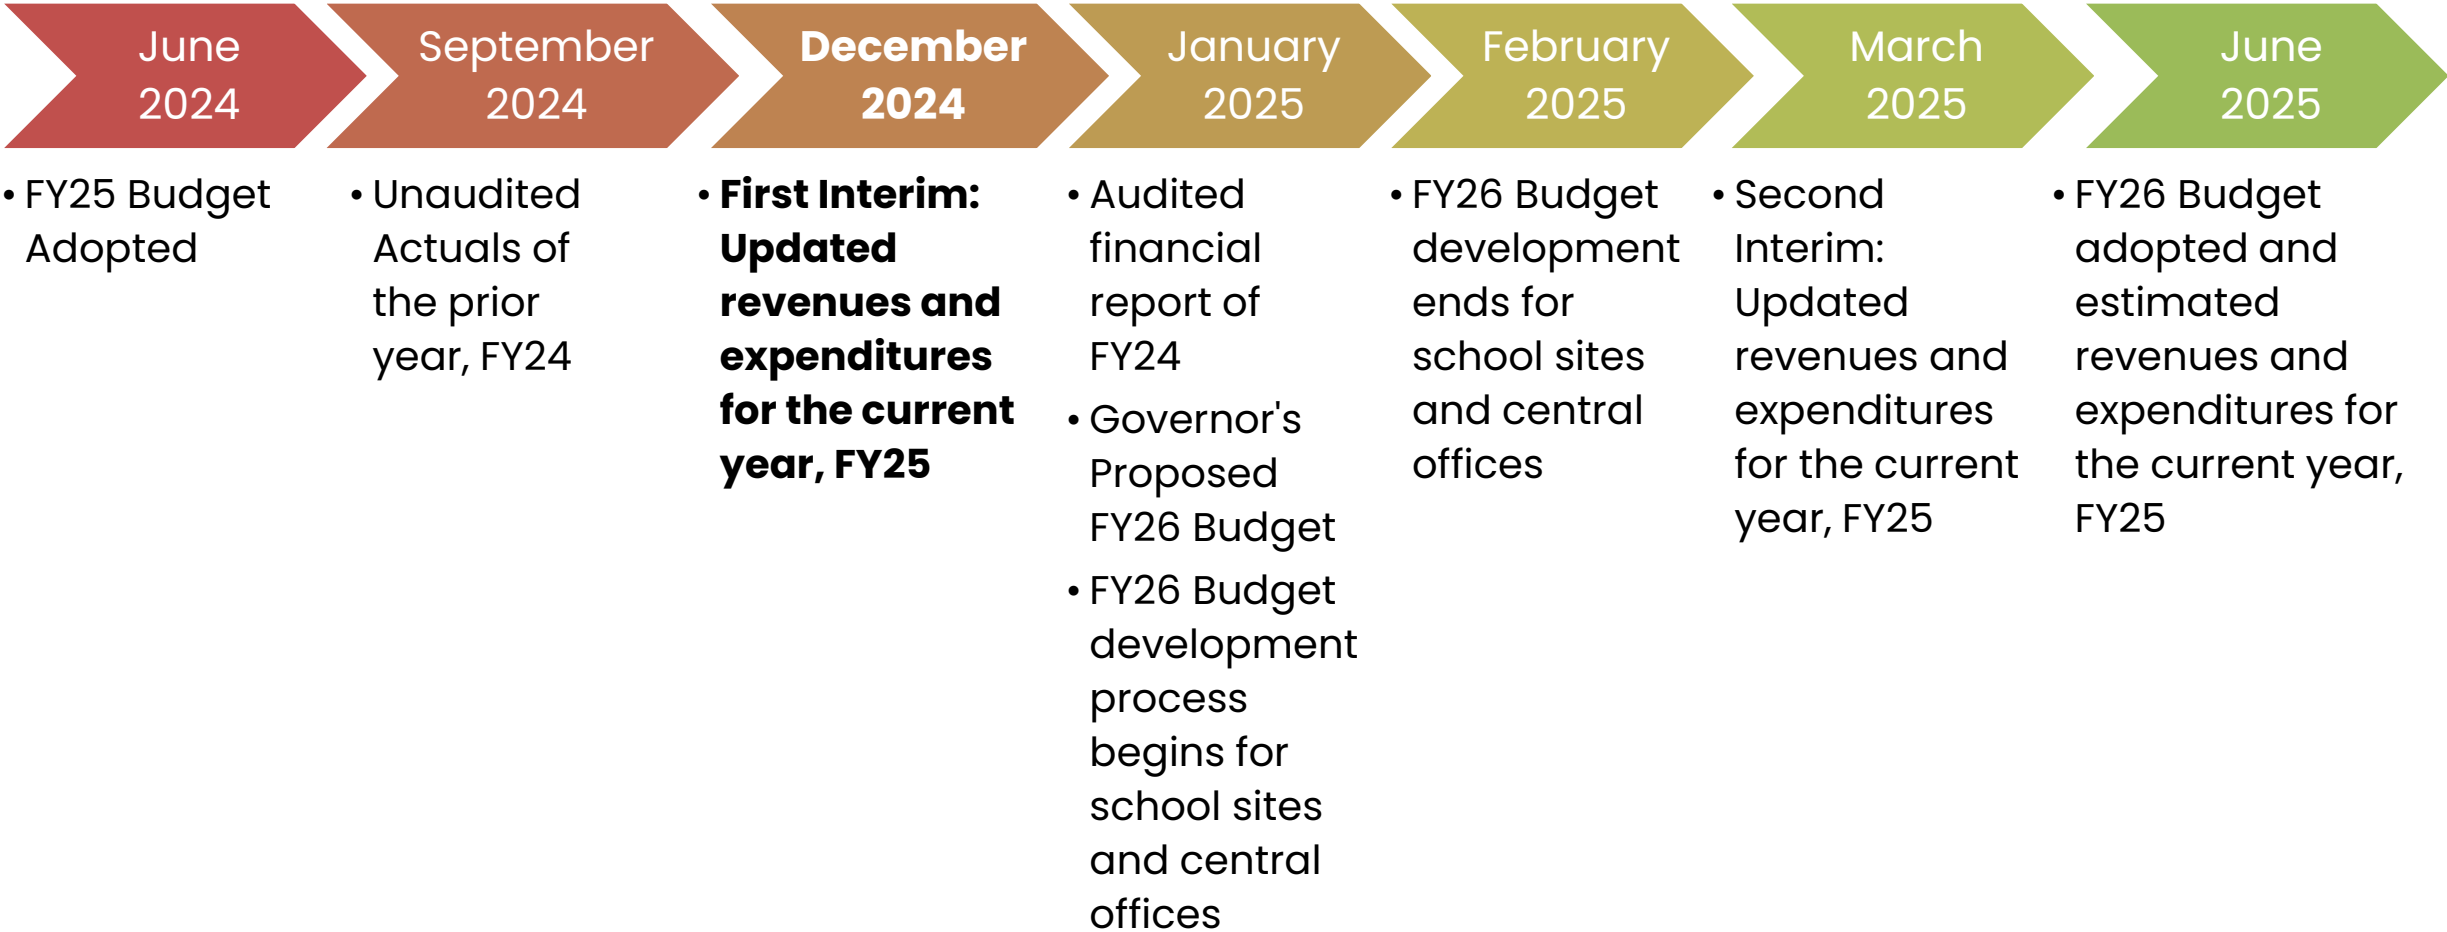 June
2024
September
2024
December
2024
January
2025
February
2025
March
2025
June
2025
• FY25 Budget
Adopted
• Unaudited
Actuals of
the prior
year, FY24
• First Interim:
Updated
revenues and
expenditures
for the current
year, FY25
• Audited
financial
report of
FY24
• Governor's
Proposed
FY26 Budget
• FY26 Budget
development
process
begins for
school sites
and central
offices
• FY26 Budget
development
ends for
school sites
and central
offices
• Second
Interim:
Updated
revenues and
expenditures
for the current
year, FY25
• FY26 Budget
adopted and
estimated
revenues and
expenditures for
the current year,
FY25